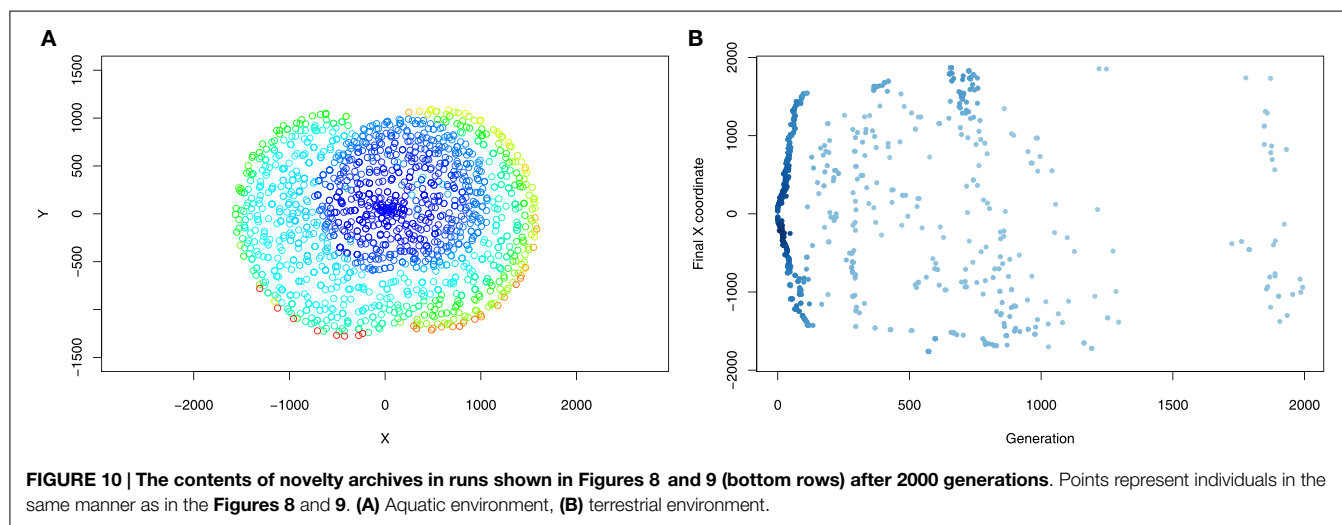 A
1500
1000
500
0
−500
−1500
Y
−2000
−1000
0
1000
2000
X
B
2000
1000
0
−1000
−2000
Final X coordinate
0
500
1000
1500
2000
Generation
FIGURE 10 | The contents of novelty archives in runs shown in Figures 8 and 9 (bottom rows) after 2000 generations. Points represent individuals in the
same manner as in the Figures 8 and 9. (A) Aquatic environment, (B) terrestrial environment.